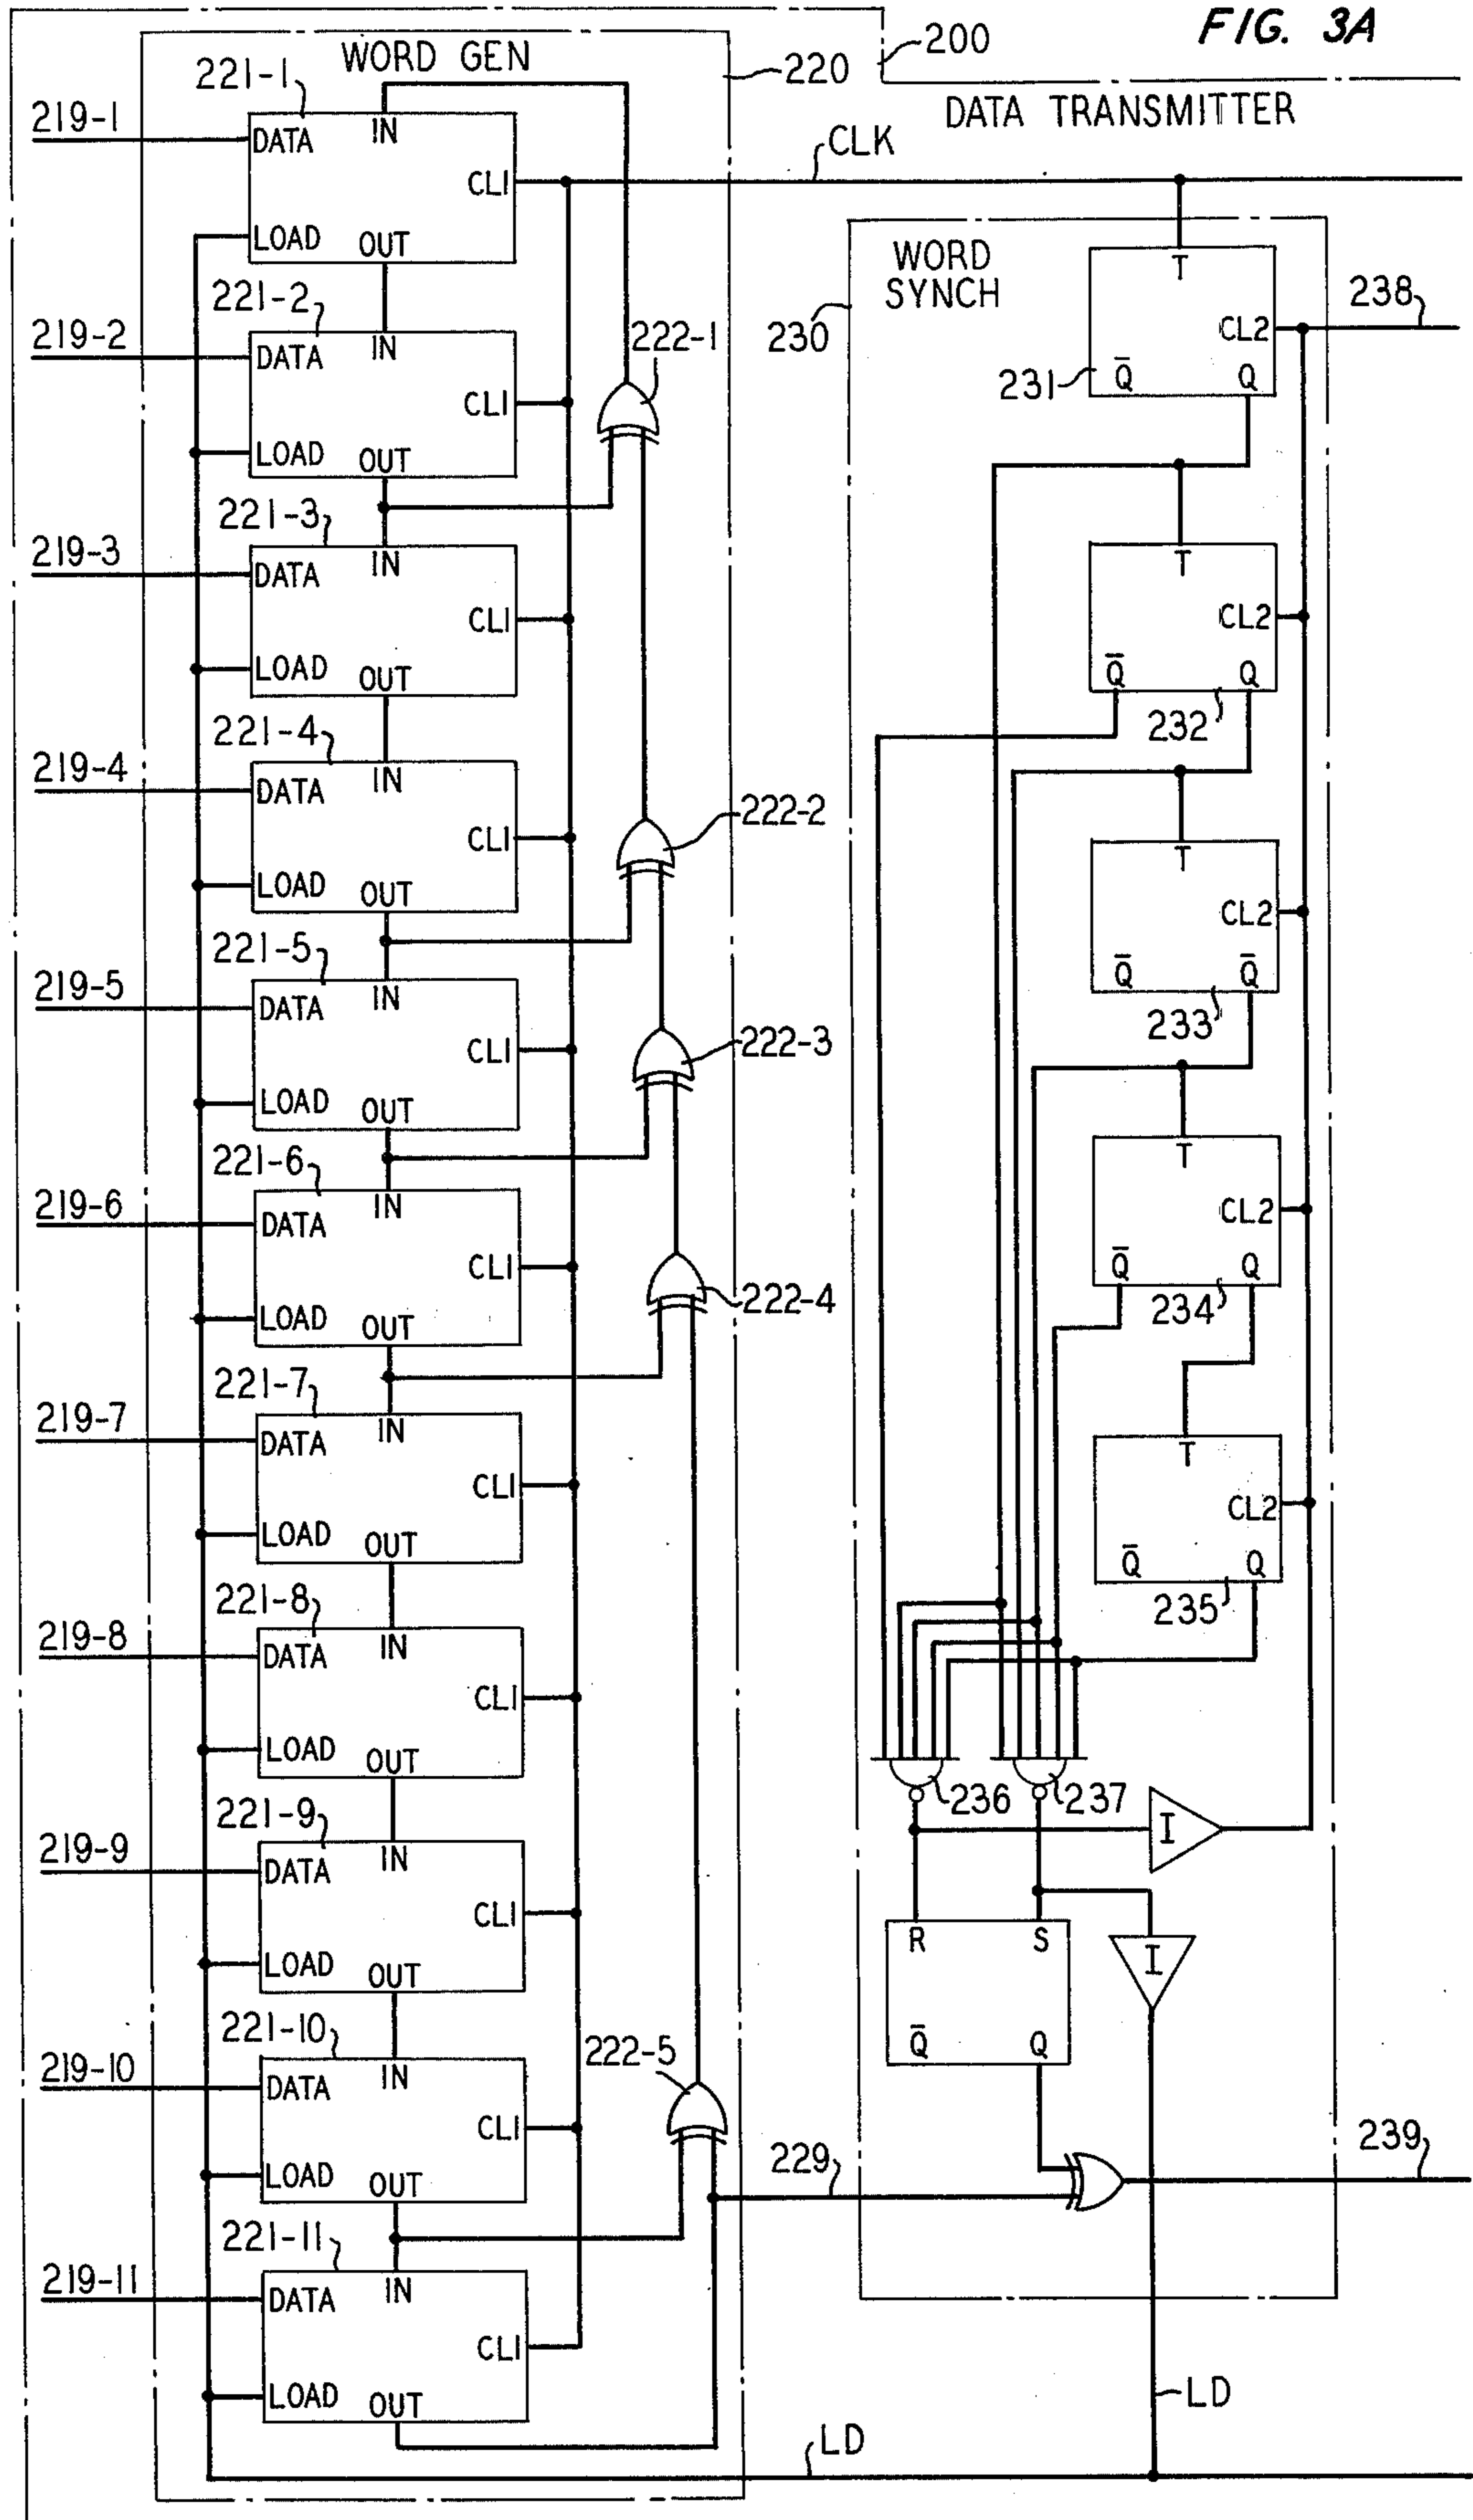 FIG. 3A
200
WORD GEN
220
DATA TRANSMITTER
221-1
219-1
DATA
IN
CL1
LOAD
OUT
CLK
221-2
219-2
DATA
IN
CL1
LOAD
OUT
222-1
221-3
219-3
DATA
IN
CL1
LOAD
OUT
221-4
219-4
DATA
IN
CL1
LOAD
OUT
222-2
221-5
219-5
DATA
IN
CL1
LOAD
OUT
222-3
221-6
219-6
DATA
IN
CL1
LOAD
OUT
222-4
221-7
219-7
DATA
IN
CL1
LOAD
OUT
221-8
219-8
DATA
IN
CL1
LOAD
OUT
221-9
219-9
DATA
IN
CL1
LOAD
OUT
221-10
219-10
DATA
IN
CL1
LOAD
OUT
222-5
221-11
219-11
DATA
IN
CL1
LOAD
OUT
229
WORD
SYNCH
230
T
CL2
238
231
Q̅
Q
T
CL2
Q̅
Q
232
T
CL2
Q̅
Q̅
233
T
CL2
Q̅
Q
234
T
CL2
Q̅
Q
235
236
237
I
R
S
Q̅
Q
I
239
LD
LD